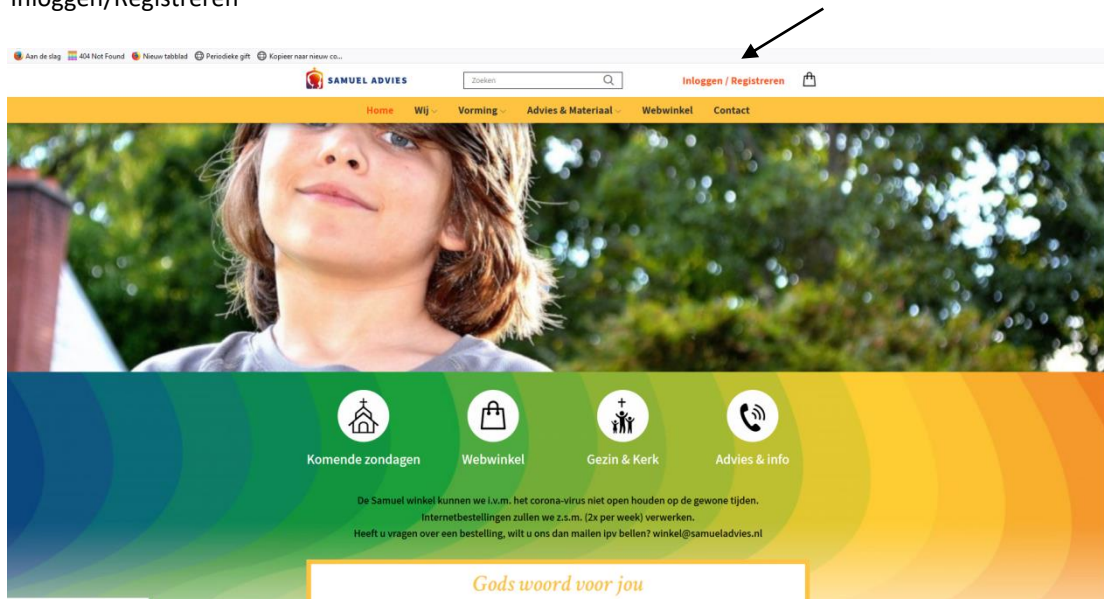 Inloggen/Registreren
Aan de slag 404 Not Found Nieuw tabblad Periodieke gift Kopieer naar nieuw co...
SAMUEL ADVIES Zoeken Inloggen / Registreren
Home Wij Vorming Advies & Materiaal Webwinkel Contact
Komende zondagen Webwinkel Gezin & Kerk Advies & info
De Samuel winkel kunnen we i.v.m. het corona-virus niet open houden op de gewone tijden.
Internetbestellingen zullen we z.s.m. (2x per week) verwerken.
Heeft u vragen over een bestelling, wilt u ons dan mailen ipv bellen? winkel@samueladvies.nl
Gods woord voor jou